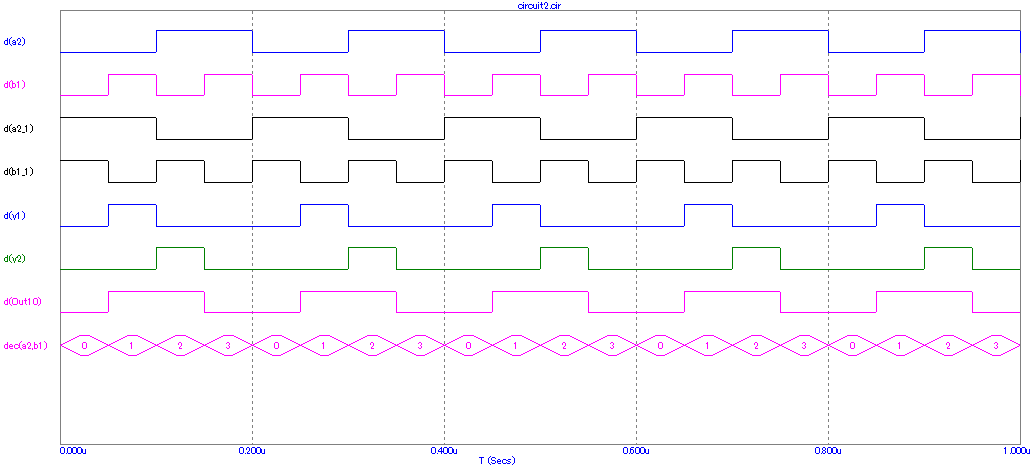 circuit2.cir
d(a2)
d(b1)
d(a2_1)
d(b1_1)
d(y1)
d(y2)
d(Out10)
dec(a2,b1) 0 1 2 3 0 1 2 3 0 1 2 3 0 1 2 3 0 1 2 3
0.000u 0.200u 0.400u 0.600u 0.800u 1.000u
T (Secs)